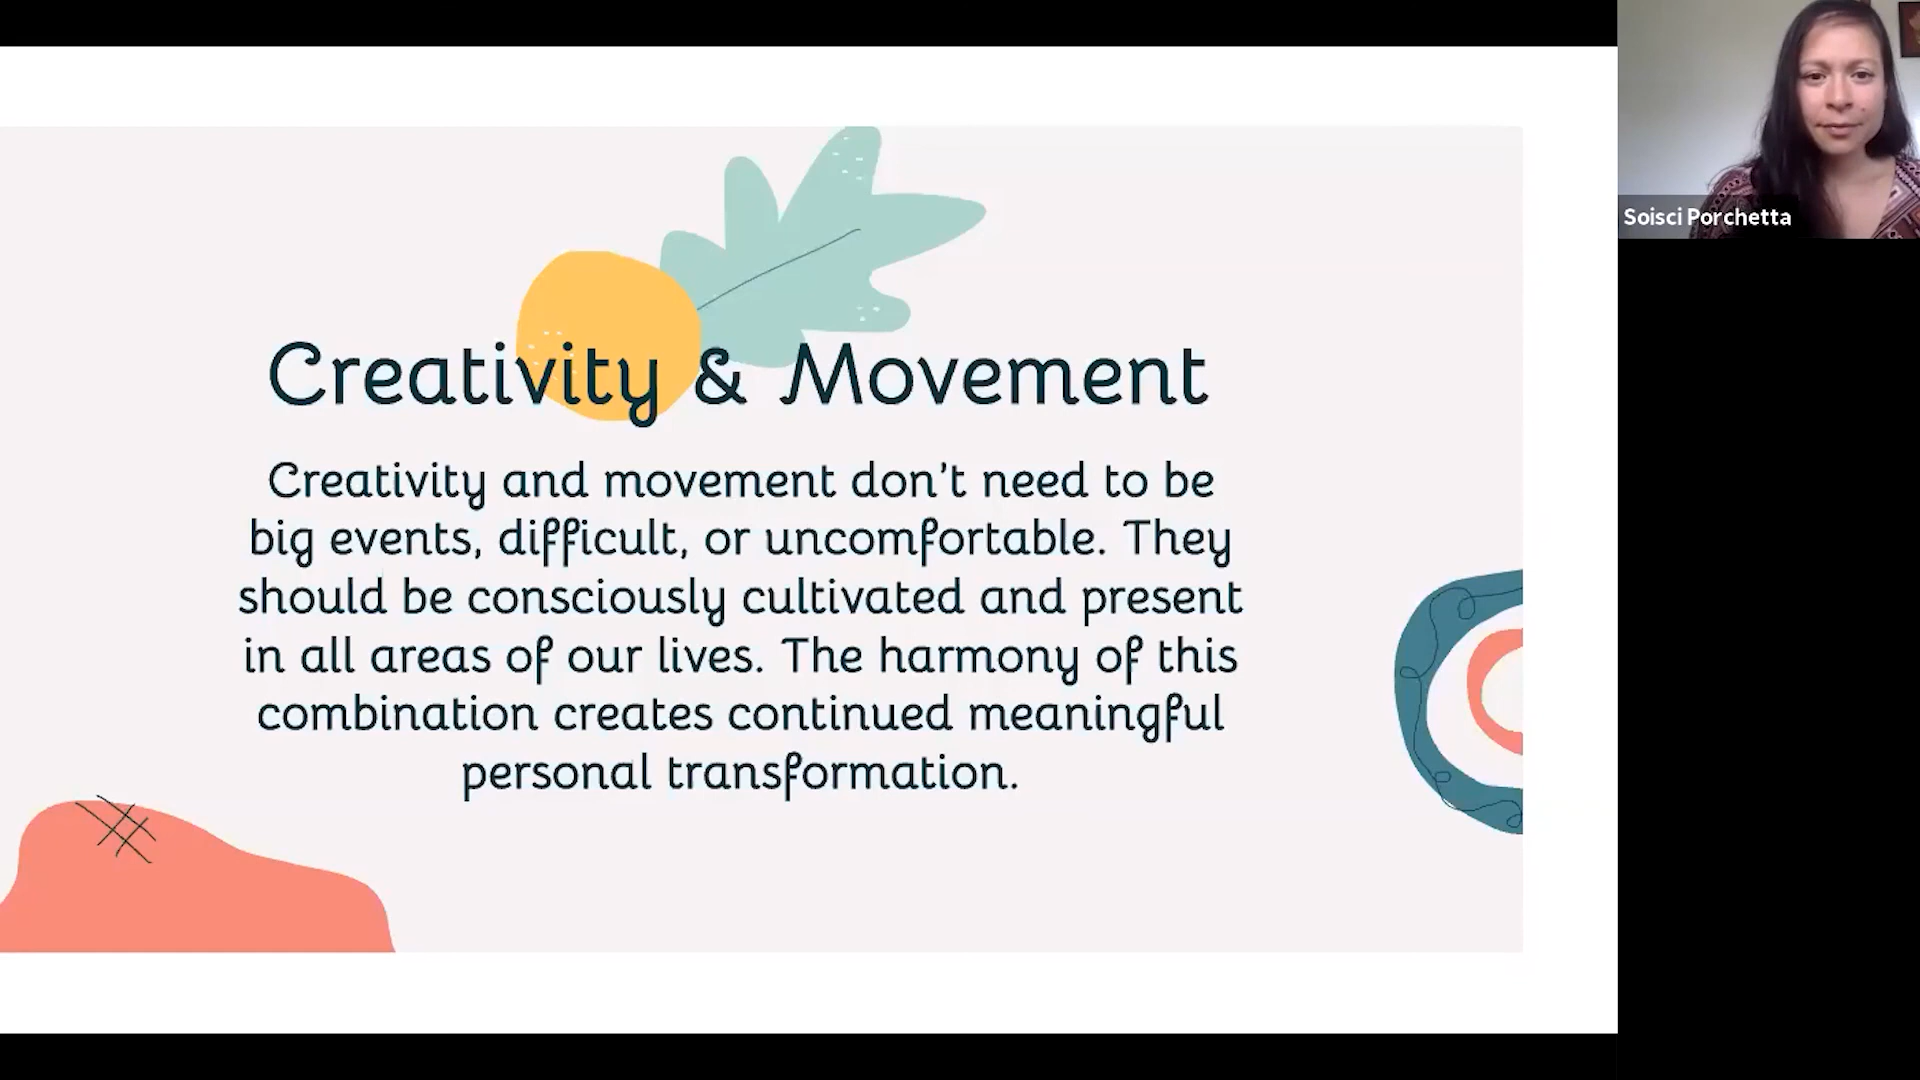 Creativity & Movement
Creativity and movement don't need to be
big events, difficult, or uncomfortable. They
should be consciously cultivated and present
in all areas of our lives. The harmony of this
combination creates continued meaningful
personal transformation.
Soisci Porchetta